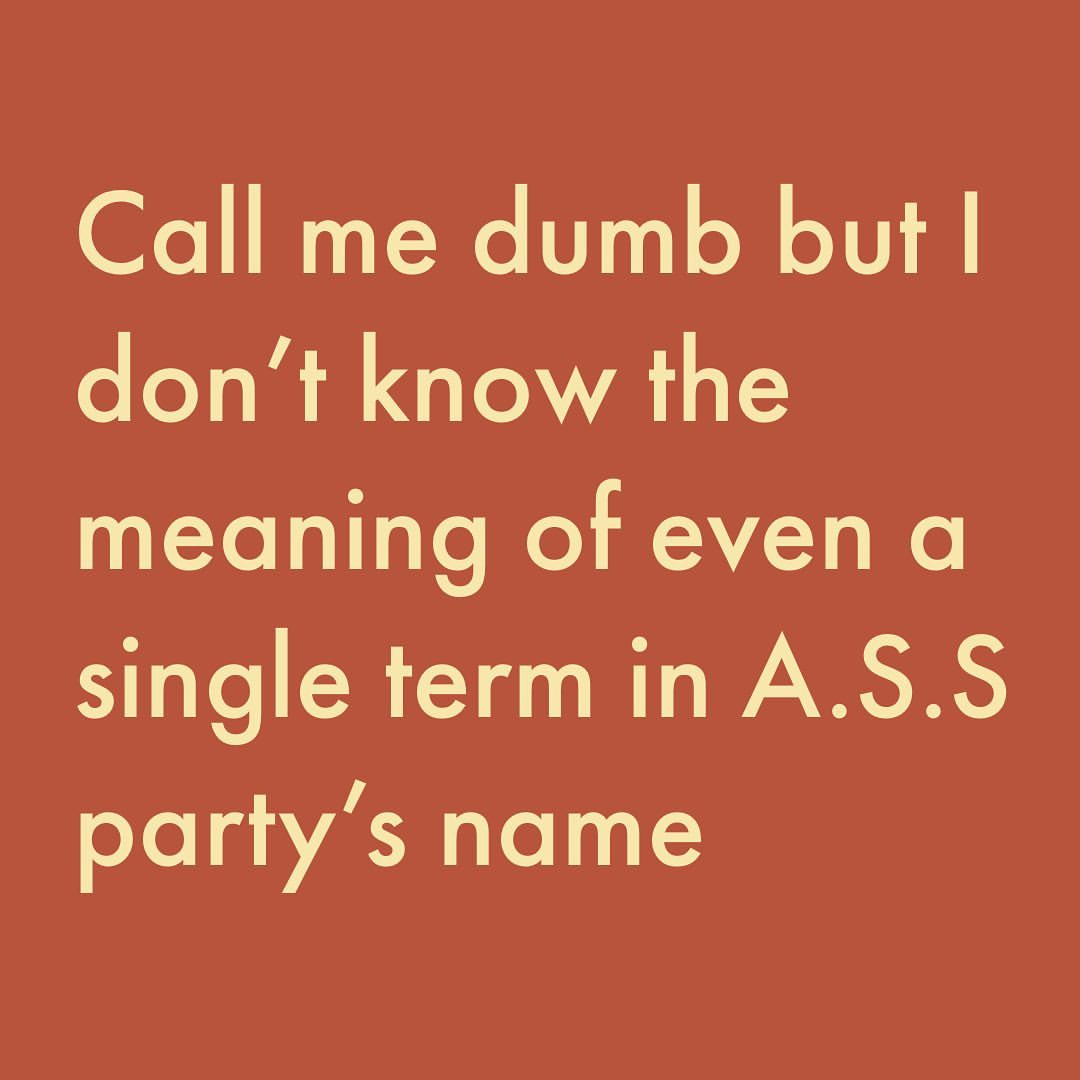 Call me dumb but I
don’t know the
meaning of even a
single term in A.S.S
party’s name